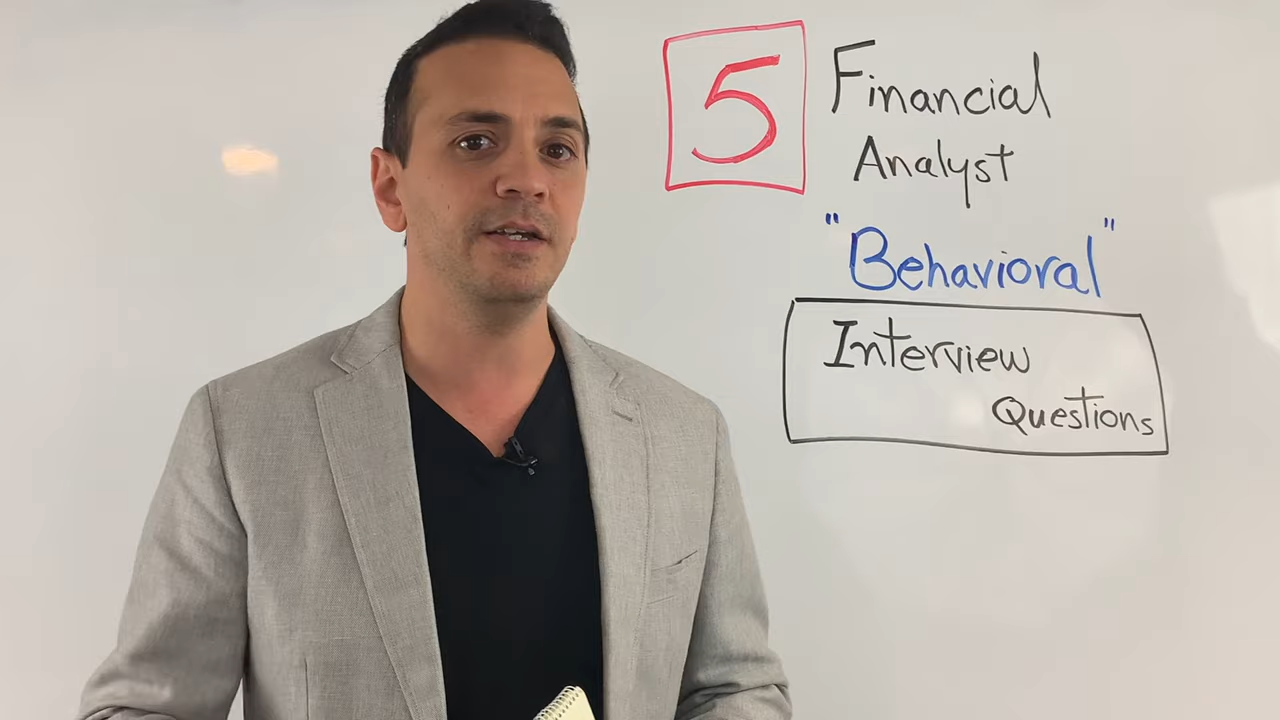 5
Financial
Analyst
"Behavioral"
Interview
Questions